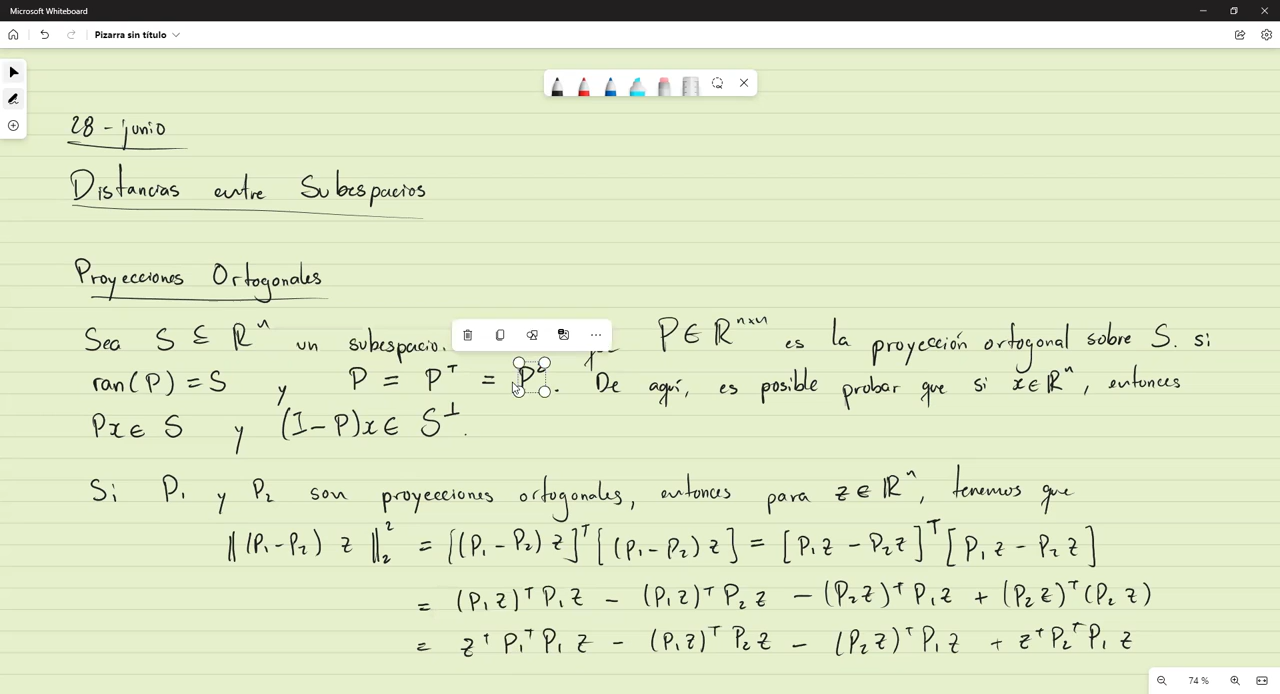 Microsoft Whiteboard
Pizarra sin título
28 - junio
Distancias entre Subespacios
Proyecciones Ortogonales
Sea S ⊆ ℝⁿ un subespacio. P ∈ ℝⁿˣⁿ es la proyección ortogonal sobre S. si
ran(P) = S y P = Pᵀ = P². De aquí, es posible probar que si x ∈ ℝⁿ, entonces
Px ∈ S y (I-P)x ∈ S⊥.
Si P₁ y P₂ son proyecciones ortogonales, entonces para z ∈ ℝⁿ, tenemos que
‖(P₁-P₂) z‖₂² = [(P₁-P₂) z]ᵀ [(P₁-P₂) z] = [P₁z - P₂z]ᵀ [P₁z - P₂z]
= (P₁z)ᵀ P₁z - (P₁z)ᵀ P₂z - (P₂z)ᵀ P₁z + (P₂z)ᵀ(P₂z)
= zᵀ P₁ᵀ P₁ z - (P₁z)ᵀ P₂z - (P₂z)ᵀ P₁z + zᵀ P₂ᵀ P₁ z
74 %